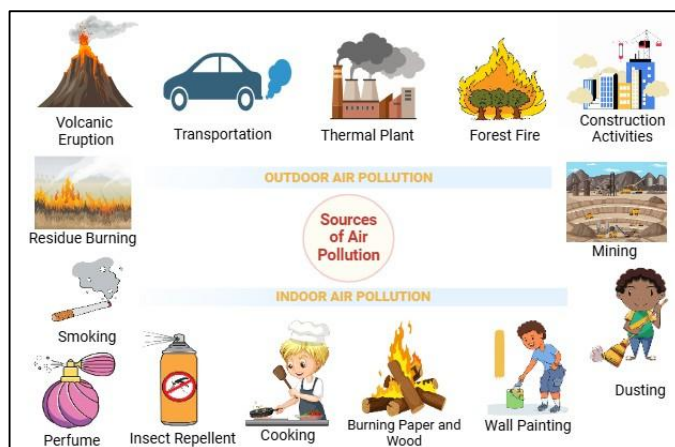 Volcanic
Eruption
Transportation
Thermal Plant
Forest Fire
Construction
Activities
OUTDOOR AIR POLLUTION
Residue Burning
Sources
of Air
Pollution
Mining
INDOOR AIR POLLUTION
Smoking
Dusting
Perfume
Insect Repellent
Cooking
Burning Paper and
Wood
Wall Painting